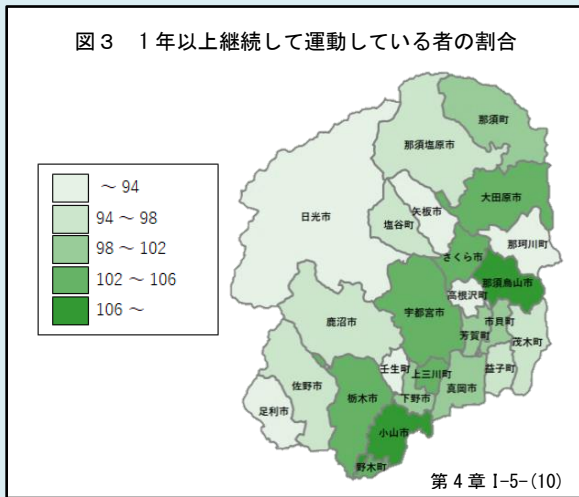 図３　１年以上継続して運動している者の割合
～ 94
94 ～ 98
98 ～ 102
102 ～ 106
106 ～
那須町
那須塩原市
大田原市
矢板市
日光市
塩谷町
那珂川町
さくら市
那須烏山市
高根沢町
宇都宮市
鹿沼市
市貝町
芳賀町
茂木町
壬生町
上三川町
益子町
佐野市
真岡市
栃木市
下野市
足利市
小山市
野木町
第４章 Ⅰ-5-(10)